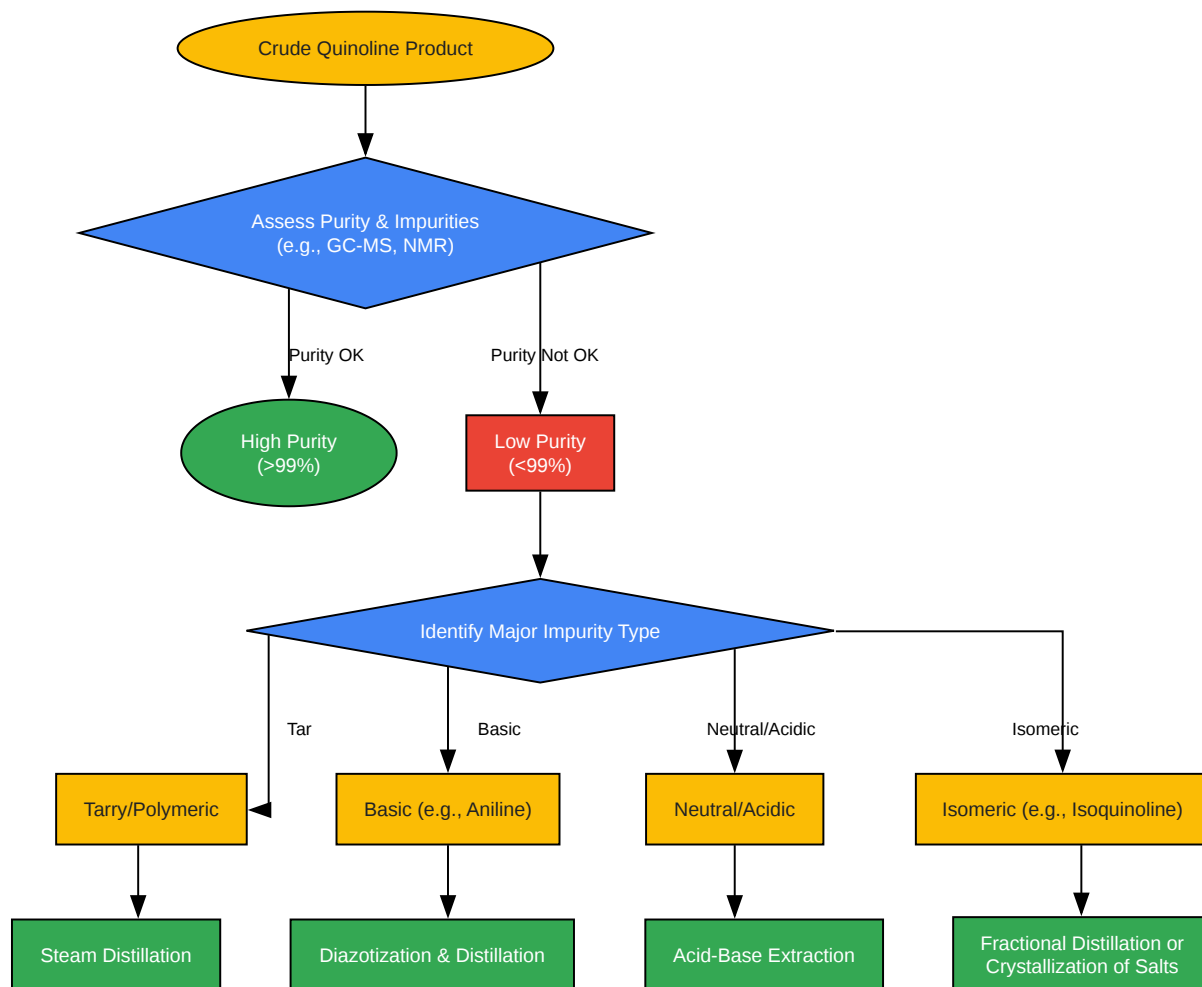 Crude Quinoline Product
Assess Purity & Impurities
(e.g., GC-MS, NMR)
Purity OK
Purity Not OK
High Purity
(>99%)
Low Purity
(<99%)
Identify Major Impurity Type
Tar
Basic
Neutral/Acidic
Isomeric
Tarry/Polymeric
Basic (e.g., Aniline)
Neutral/Acidic
Isomeric (e.g., Isoquinoline)
Steam Distillation
Diazotization & Distillation
Acid-Base Extraction
Fractional Distillation or
Crystallization of Salts